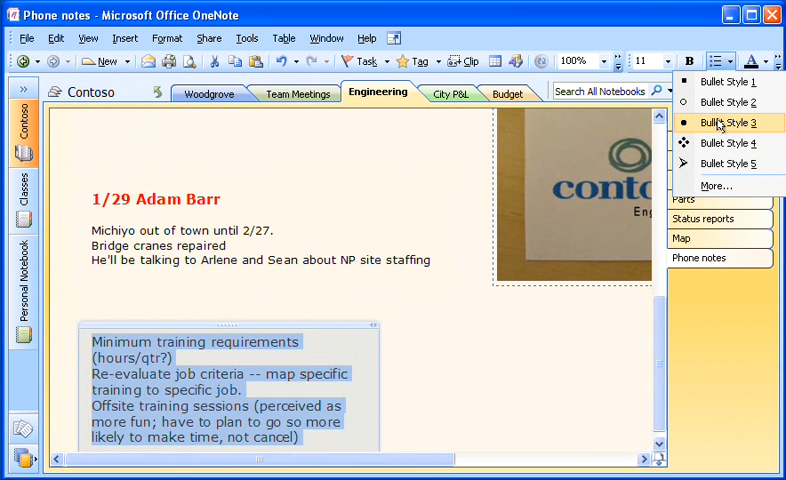 Phone notes - Microsoft Office OneNote
File Edit View Insert Format Share Tools Table Window Help
New Task Tag Clip 100% 11 B A
Contoso Woodgrove Team Meetings Engineering City P&L Budget Search All Notebooks
Bullet Style 1
Bullet Style 2
Bullet Style 3
Bullet Style 4
Bullet Style 5
More...
Parts
Status reports
Map
Phone notes
Contoso
Classes
Personal Notebook
conto
Eng
1/29 Adam Barr
Michiyo out of town until 2/27.
Bridge cranes repaired
He'll be talking to Arlene and Sean about NP site staffing
Minimum training requirements
(hours/qtr?)
Re-evaluate job criteria -- map specific
training to specific job.
Offsite training sessions (perceived as
more fun; have to plan to go so more
likely to make time, not cancel)